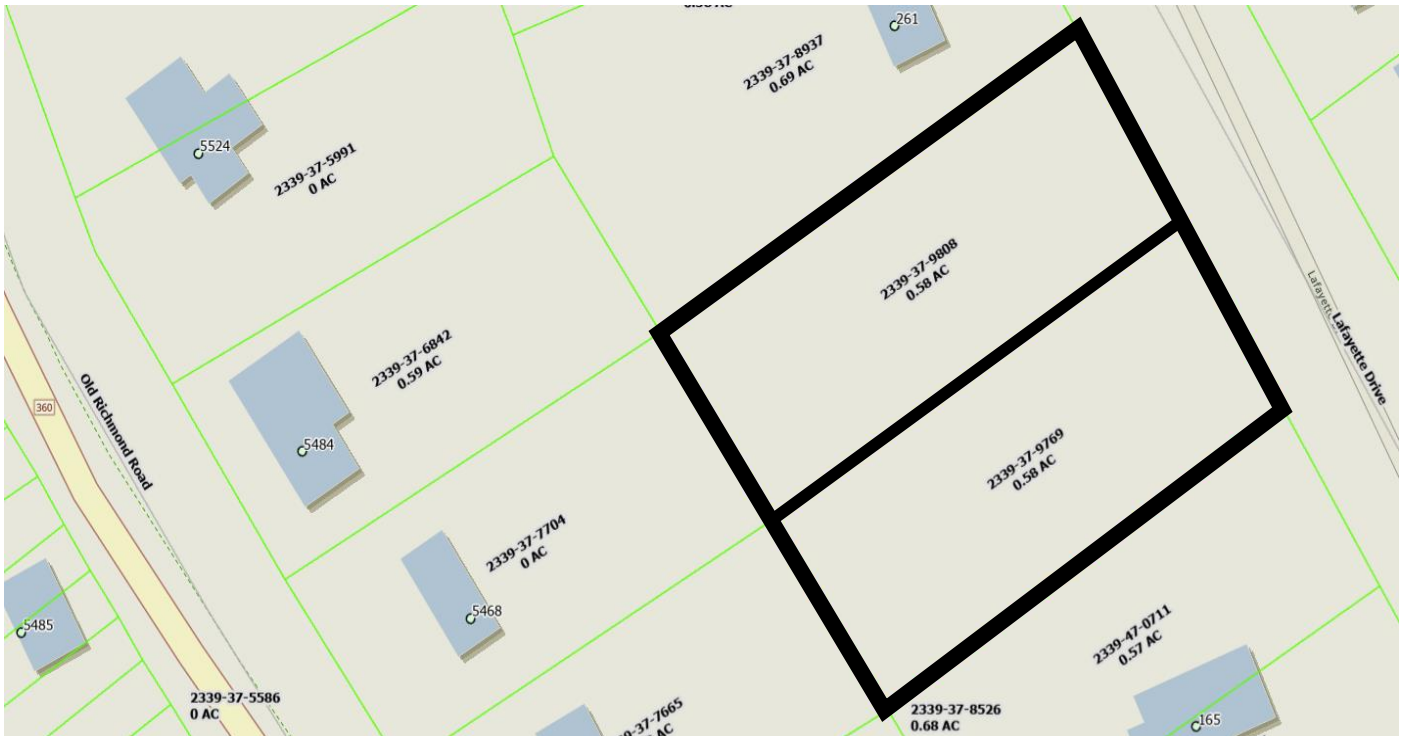 261
2339-37-8937
0.69 AC
5524
2339-37-5991
0 AC
2339-37-9808
0.58 AC
Lafayette Drive
2339-37-6842
0.59 AC
360
Old Richmond Road
5484
2339-37-9769
0.58 AC
2339-37-7704
0 AC
5468
5485
2339-47-0711
0.57 AC
2339-37-5586
0 AC
37-7665
AC
2339-37-8526
0.68 AC
165